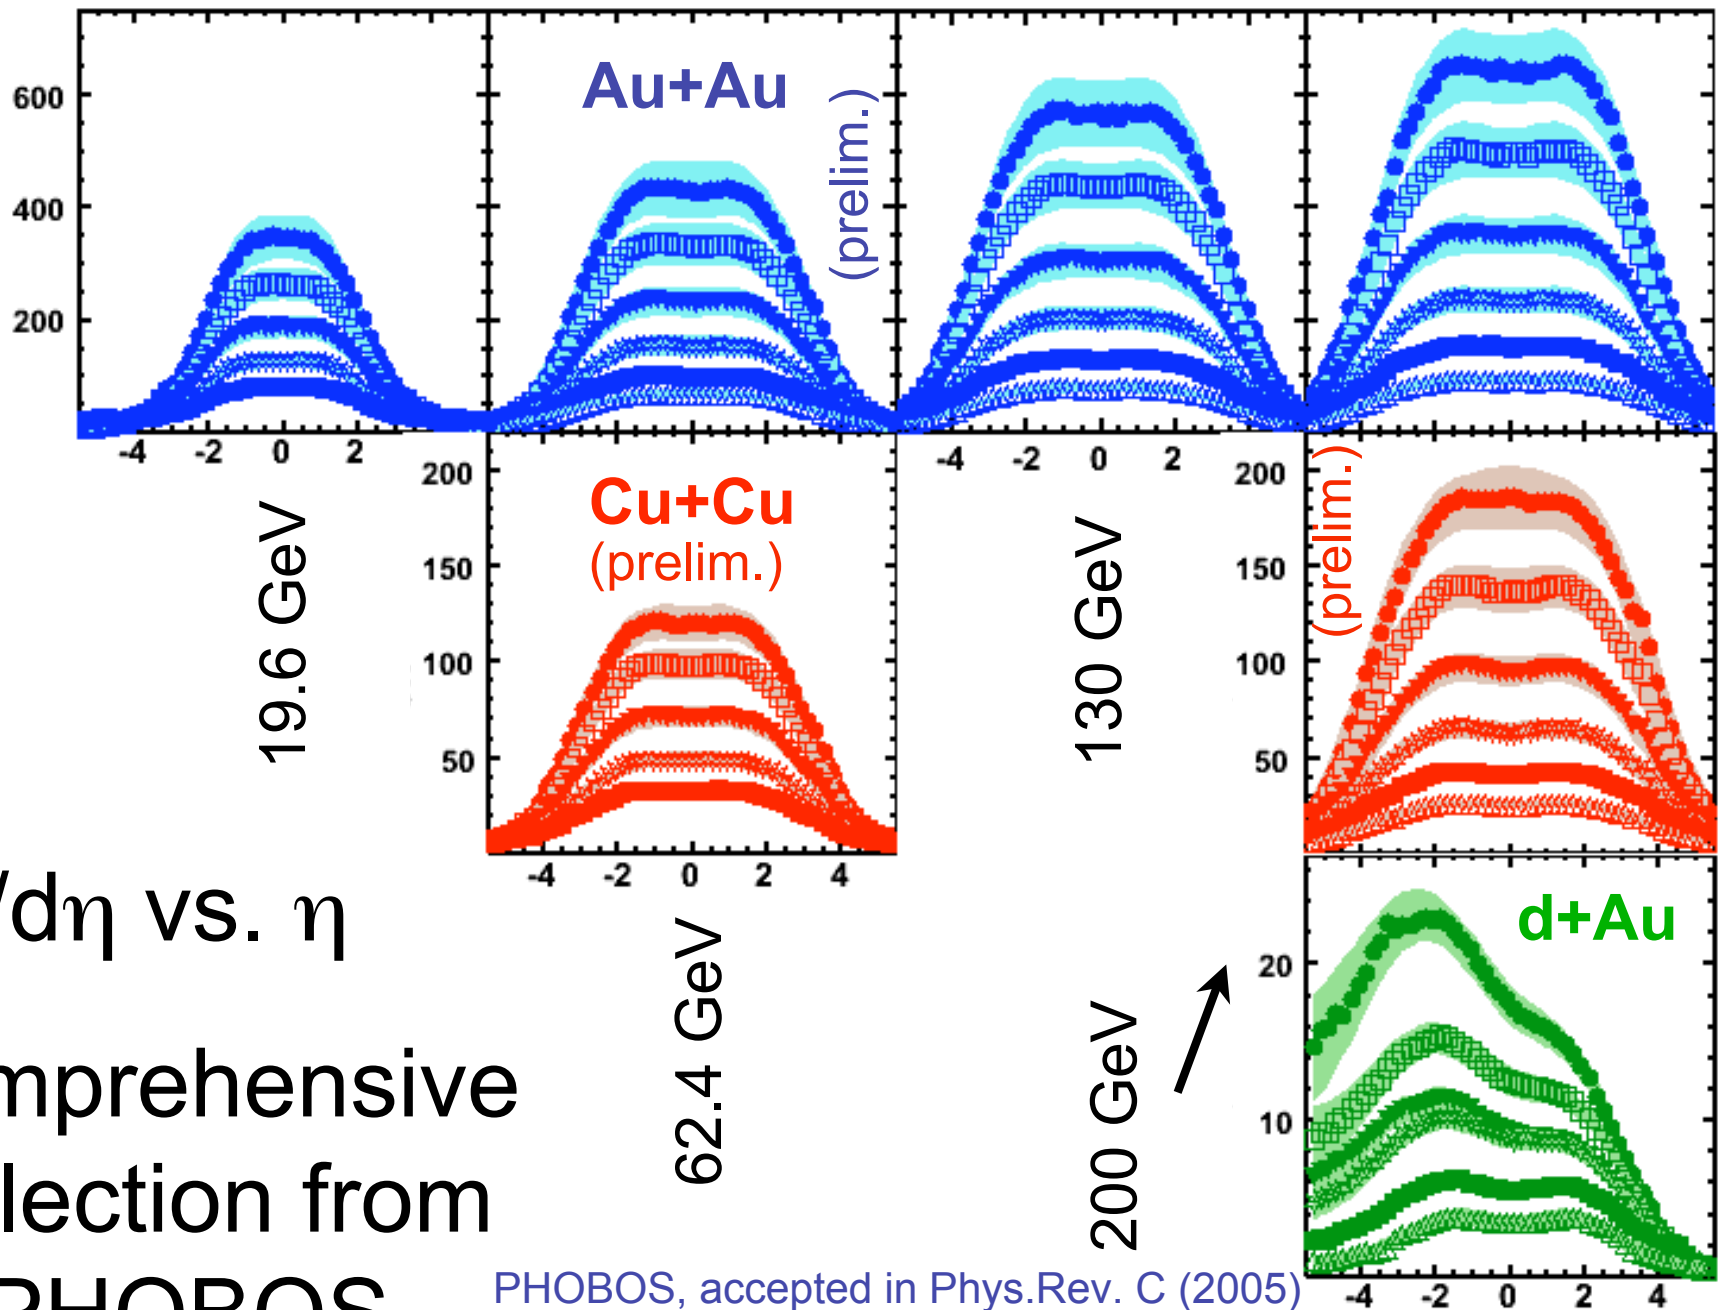 600
400
200
Au+Au
(prelim.)
-4 -2 0 2
-4 -2 0 2
200
150
100
50
Cu+Cu
(prelim.)
200
150
100
50
(prelim.)
19.6 GeV
130 GeV
-4 -2 0 2 4
/dη vs. η
62.4 GeV
200 GeV
20
10
d+Au
mprehensive
lection from
PHOBOS
PHOBOS, accepted in Phys.Rev. C (2005)
-4 -2 0 2 4